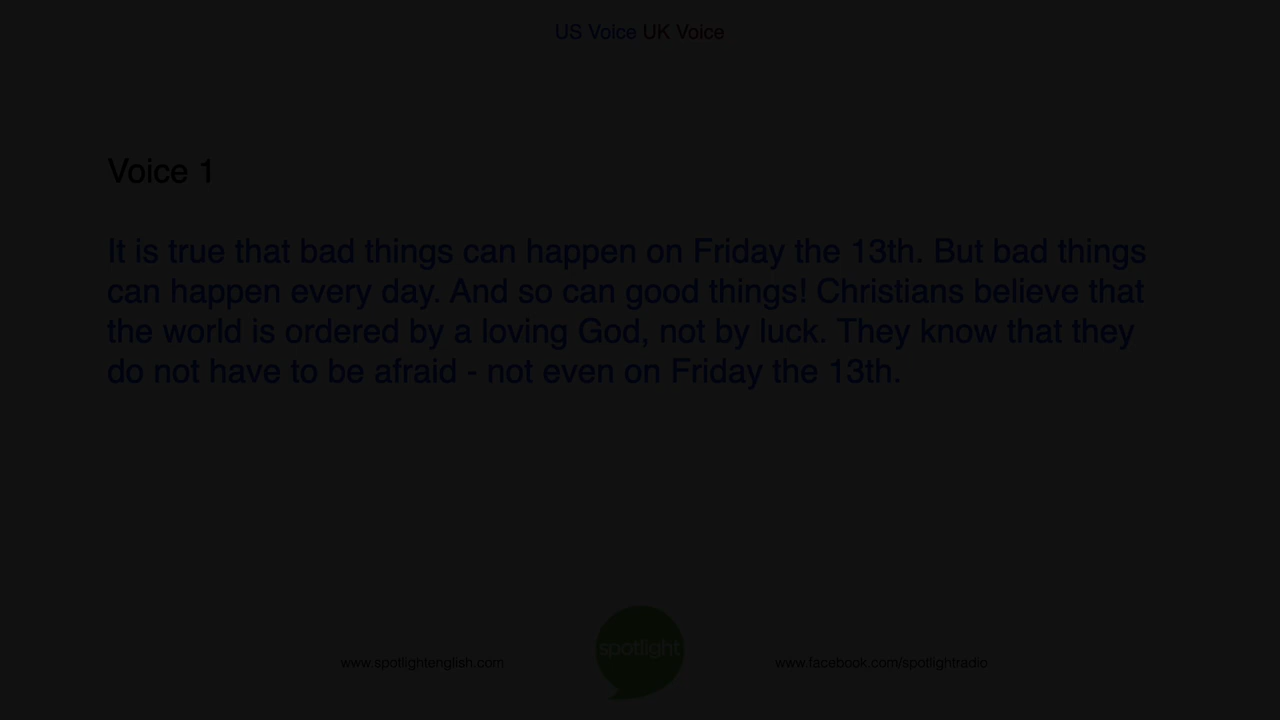 US Voice UK Voice
Voice 1
It is true that bad things can happen on Friday the 13th. But bad things
can happen every day. And so can good things! Christians believe that
the world is ordered by a loving God, not by luck. They know that they
do not have to be afraid - not even on Friday the 13th.
spotlight
www.spotlightenglish.com
www.facebook.com/spotlightradio